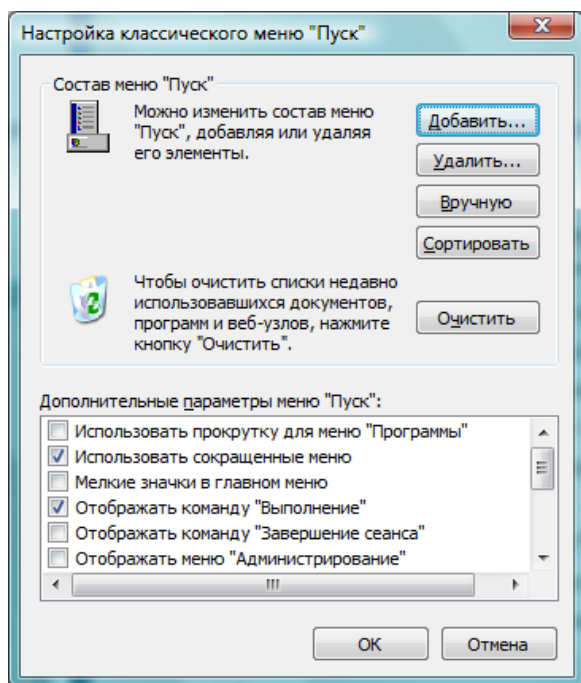 Настройка классического меню "Пуск"
Состав меню "Пуск"
Можно изменить состав меню
"Пуск", добавляя или удаляя
его элементы.
Добавить...
Удалить...
Вручную
Сортировать
Чтобы очистить списки недавно
использовавшихся документов,
программ и веб-узлов, нажмите
кнопку "Очистить".
Очистить
Дополнительные параметры меню "Пуск":
Использовать прокрутку для меню "Программы"
Использовать сокращенные меню
Мелкие значки в главном меню
Отображать команду "Выполнение"
Отображать команду "Завершение сеанса"
Отображать меню "Администрирование"
OK
Отмена